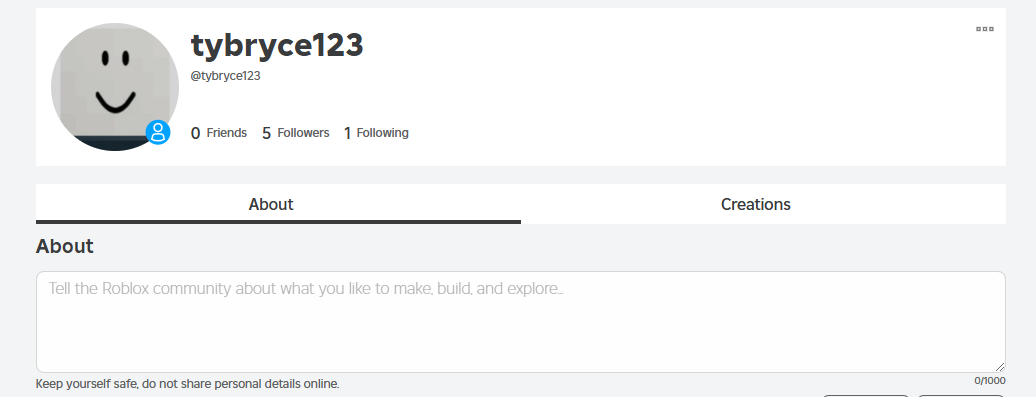 tybryce123
@tybryce123
0 Friends 5 Followers 1 Following
About Creations
About
Tell the Roblox community about what you like to make, build, and explore...
Keep yourself safe, do not share personal details online. 0/1000